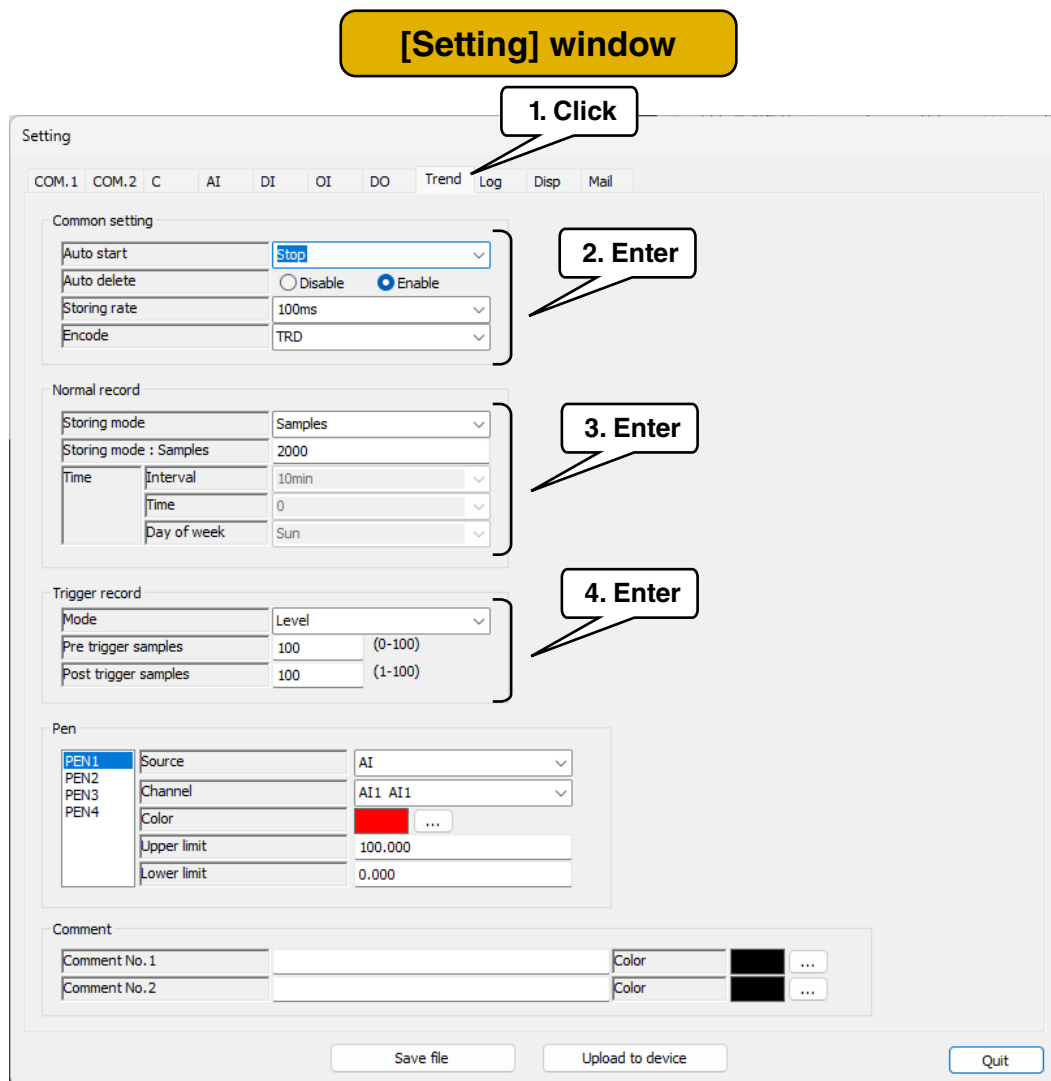 [Setting] window
1. Click
Setting
COM.1 COM.2 C AI DI OI DO Trend Log Disp Mail
Common setting
Auto start Stop
2. Enter
Auto delete Disable Enable
Storing rate 100ms
Encode TRD
Normal record
Storing mode Samples
3. Enter
Storing mode : Samples 2000
Time Interval 10min
Time 0
Day of week Sun
Trigger record
4. Enter
Mode Level
Pre trigger samples 100 (0-100)
Post trigger samples 100 (1-100)
Pen
PEN1 Source AI
PEN2
PEN3 Channel AI1 AI1
PEN4 Color ...
Upper limit 100.000
Lower limit 0.000
Comment
Comment No.1 Color ...
Comment No.2 Color ...
Save file Upload to device Quit